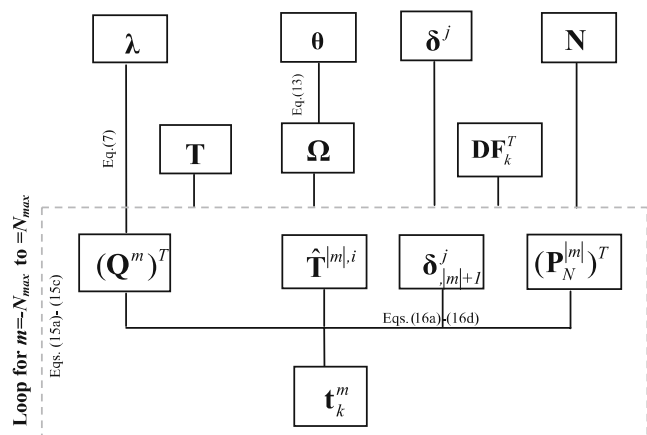 λ
θ
δ^j
N
Eq.(7)
Eq.(13)
T
Ω
DF_k^T
Loop for m=-N_max to =N_max
Eqs. (15a)- (15c)
(Q^m)^T
T̂^{|m|,i}
δ^j_{,|m|+1}
(P_N^{|m|})^T
Eqs. (16a)-(16d)
t_k^m